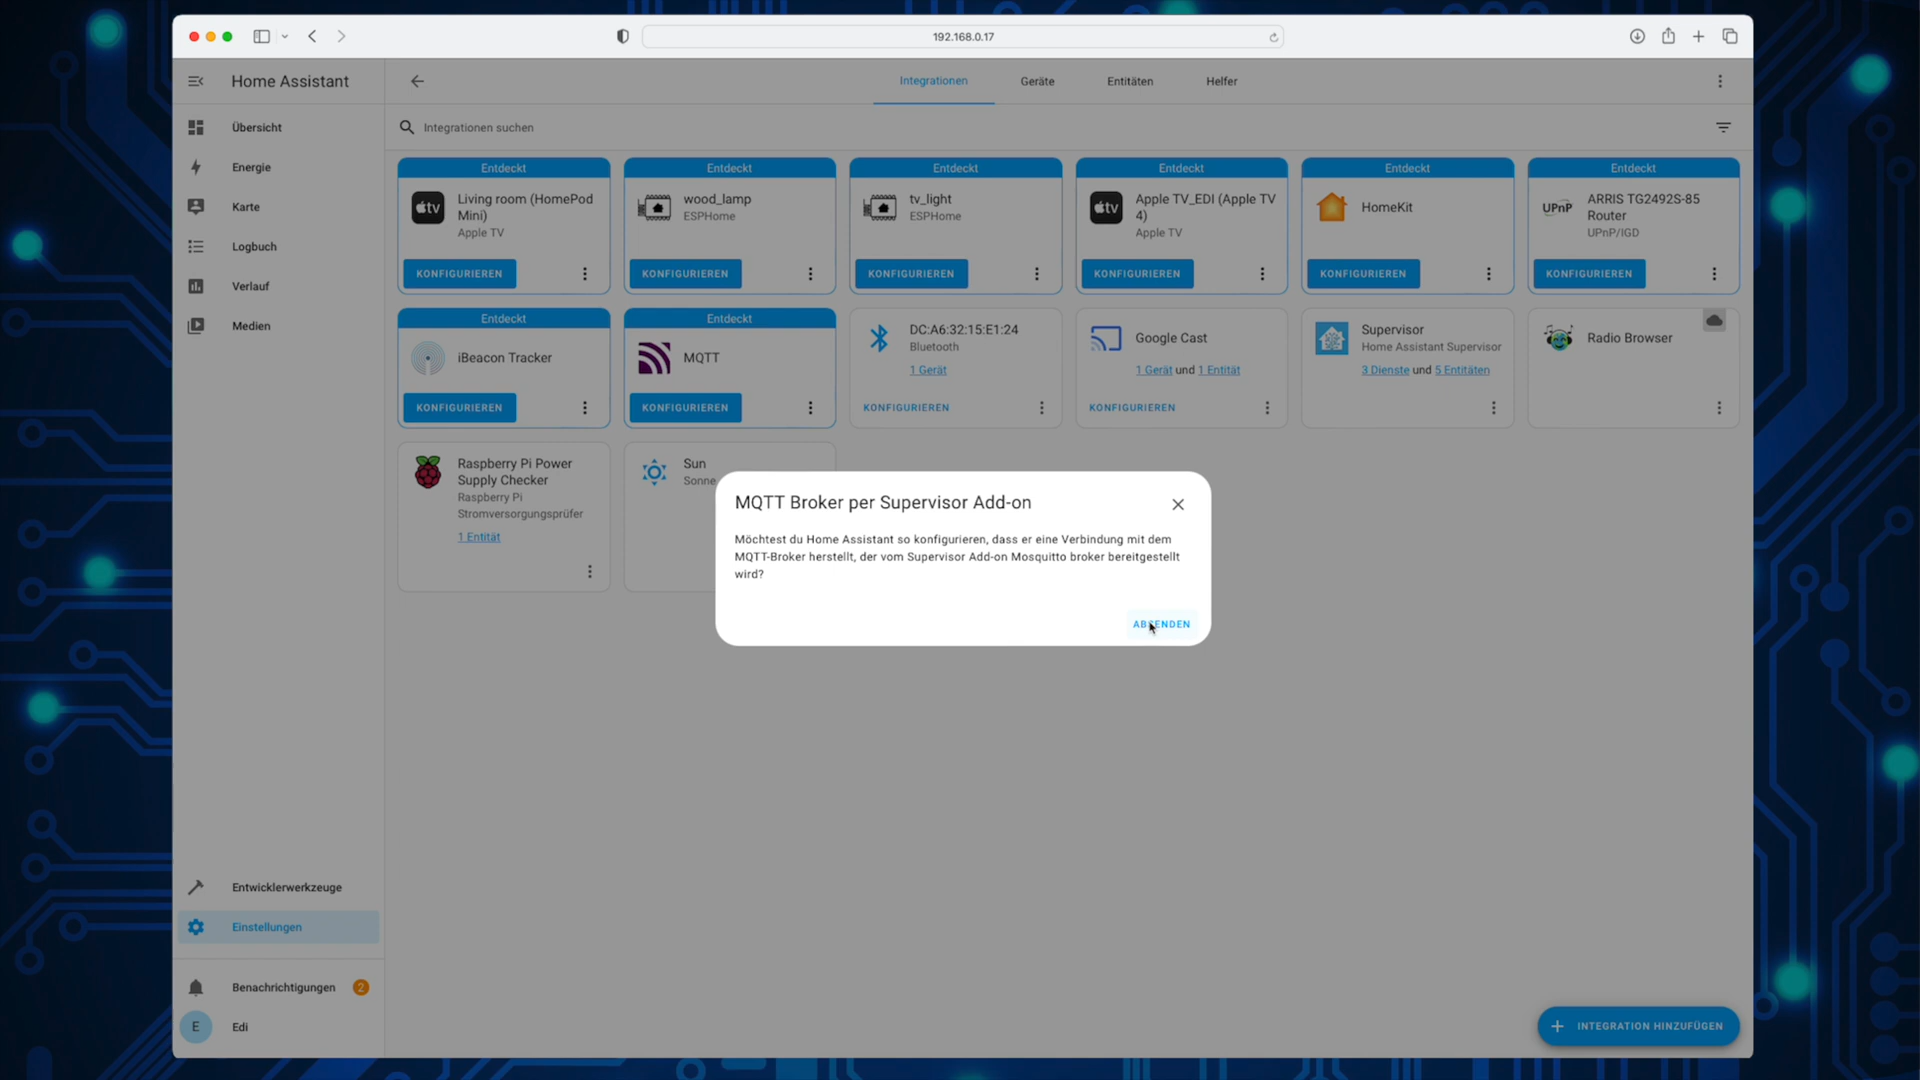 192.168.0.17
Home Assistant
Integrationen
Geräte
Entitäten
Helfer
Übersicht
Energie
Karte
Logbuch
Verlauf
Medien
Entwicklerwerkzeuge
Einstellungen
Benachrichtigungen
2
E
Edi
Integrationen suchen
Entdeckt
tv
Living room (HomePod
Mini)
Apple TV
KONFIGURIEREN
Entdeckt
wood_lamp
ESPHome
KONFIGURIEREN
Entdeckt
tv_light
ESPHome
KONFIGURIEREN
Entdeckt
tv
Apple TV_EDI (Apple TV
4)
Apple TV
KONFIGURIEREN
Entdeckt
HomeKit
KONFIGURIEREN
Entdeckt
UPnP
ARRIS TG2492S-85
Router
UPnP/IGD
KONFIGURIEREN
Entdeckt
iBeacon Tracker
KONFIGURIEREN
Entdeckt
MQTT
KONFIGURIEREN
DC:A6:32:15:E1:24
Bluetooth
1 Gerät
KONFIGURIEREN
Google Cast
1 Gerät und 1 Entität
KONFIGURIEREN
Supervisor
Home Assistant Supervisor
3 Dienste und 5 Entitäten
Radio Browser
Raspberry Pi Power
Supply Checker
Raspberry Pi
Stromversorgungsprüfer
1 Entität
Sun
Sonne
MQTT Broker per Supervisor Add-on
Möchtest du Home Assistant so konfigurieren, dass er eine Verbindung mit dem
MQTT-Broker herstellt, der vom Supervisor Add-on Mosquitto broker bereitgestellt
wird?
ABSENDEN
INTEGRATION HINZUFÜGEN